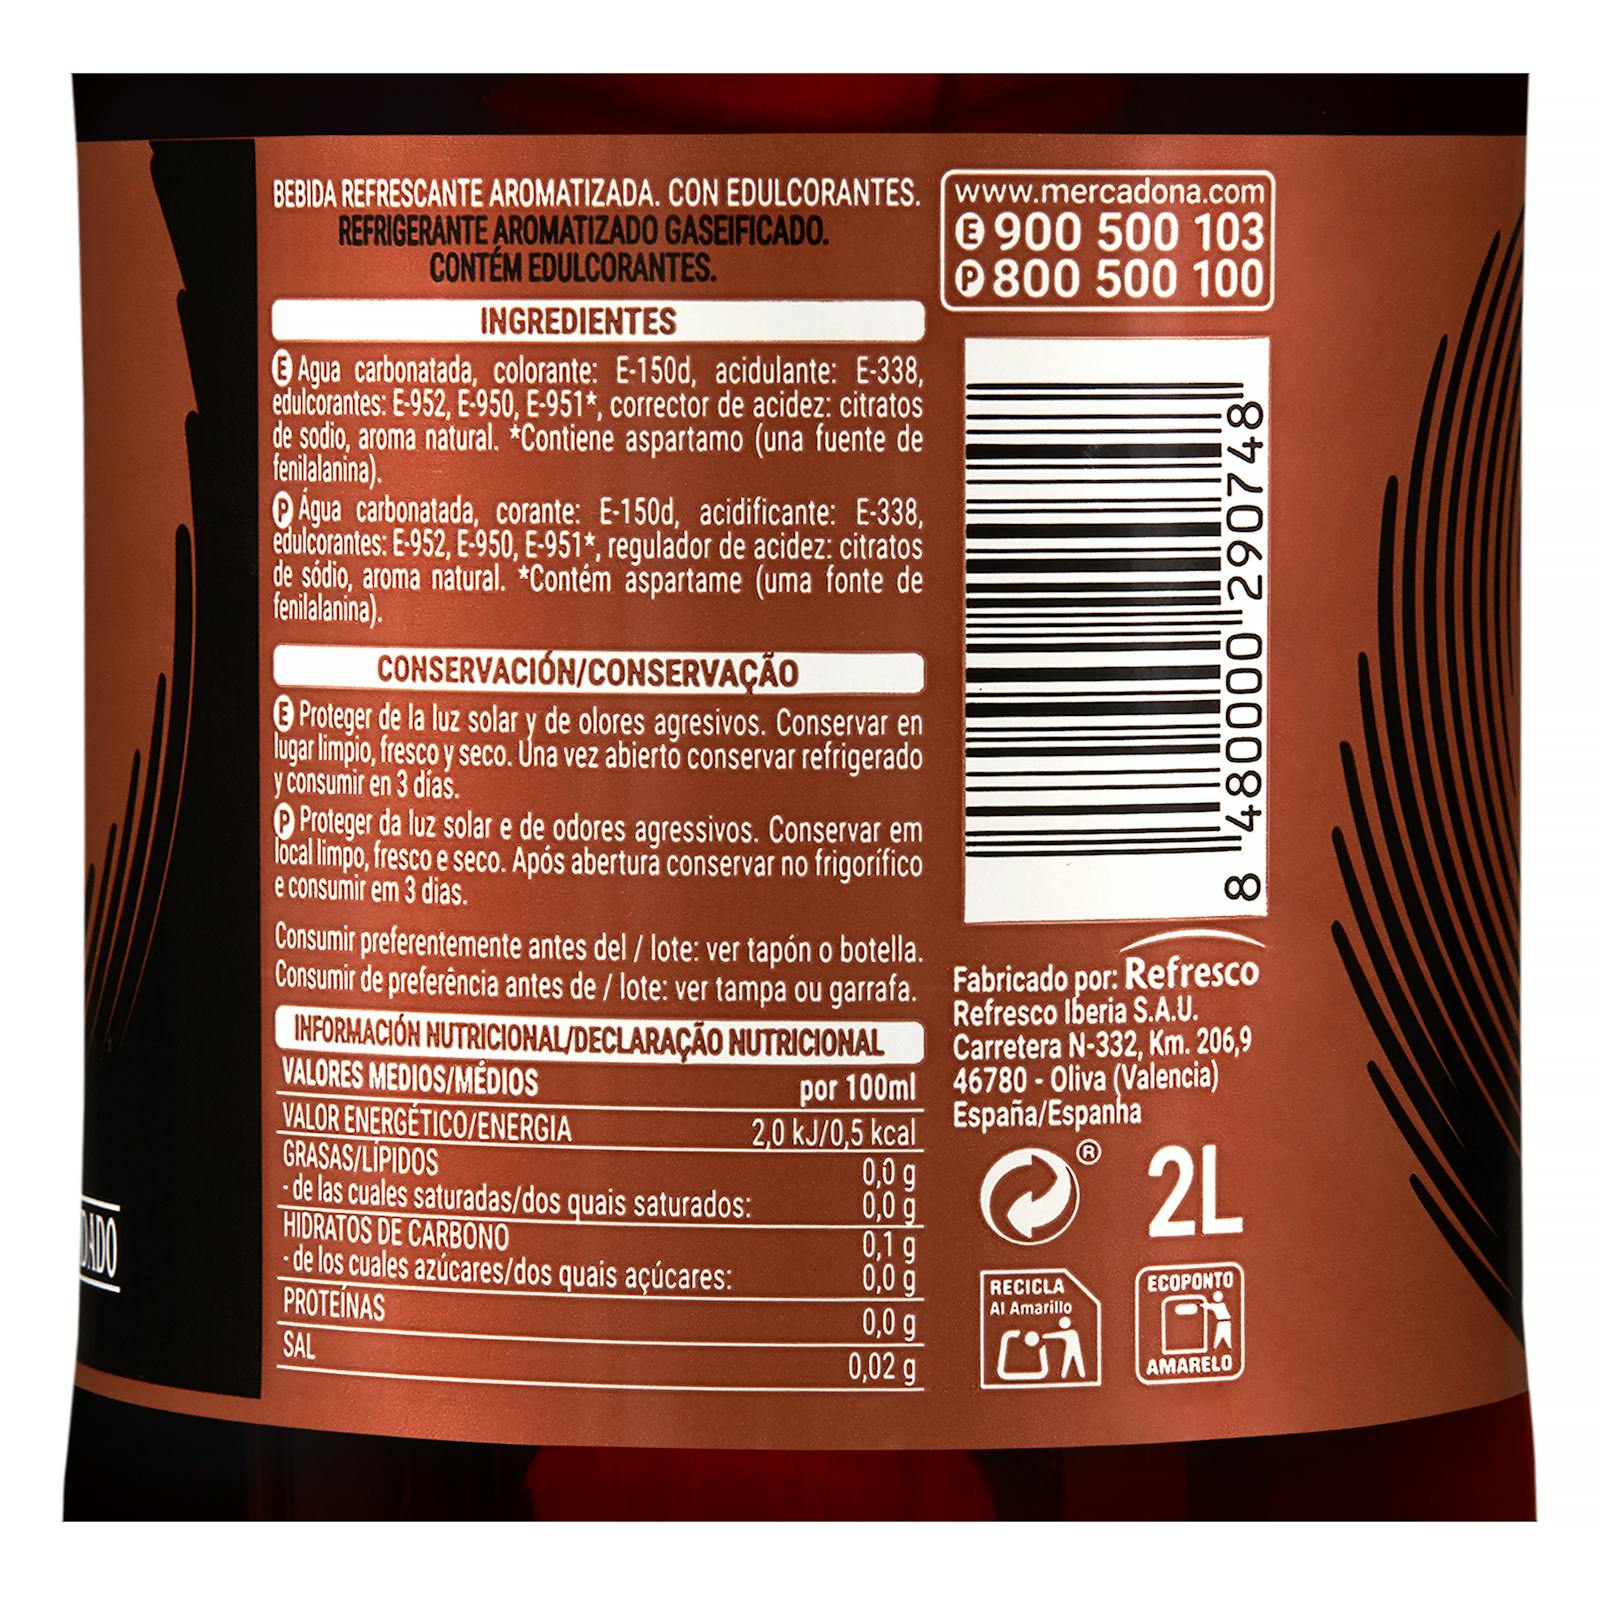 BEBIDA REFRESCANTE AROMATIZADA. CON EDULCORANTES.
REFRIGERANTE AROMATIZADO GASEIFICADO.
CONTÉM EDULCORANTES.
INGREDIENTES
E Agua carbonatada, colorante: E-150d, acidulante: E-338,
edulcorantes: E-952, E-950, E-951*, corrector de acidez: citratos
de sodio, aroma natural. *Contiene aspartamo (una fuente de
fenilalanina).
P Água carbonatada, corante: E-150d, acidificante: E-338,
edulcorantes: E-952, E-950, E-951*, regulador de acidez: citratos
de sódio, aroma natural. *Contém aspartame (uma fonte de
fenilalanina).
CONSERVACIÓN/CONSERVAÇÃO
E Proteger de la luz solar y de olores agresivos. Conservar en
lugar limpio, fresco y seco. Una vez abierto conservar refrigerado
y consumir en 3 días.
P Proteger da luz solar e de odores agressivos. Conservar em
local limpo, fresco e seco. Após abertura conservar no frigorífico
e consumir em 3 dias.
Consumir preferentemente antes del / lote: ver tapón o botella.
Consumir de preferência antes de / lote: ver tampa ou garrafa.
INFORMACIÓN NUTRICIONAL/DECLARAÇÃO NUTRICIONAL
VALORES MEDIOS/MÉDIOS por 100ml
VALOR ENERGÉTICO/ENERGIA 2,0 kJ/0,5 kcal
GRASAS/LÍPIDOS 0,0 g
- de las cuales saturadas/dos quais saturados: 0,0 g
HIDRATOS DE CARBONO 0,1 g
- de los cuales azúcares/dos quais açúcares: 0,0 g
PROTEÍNAS 0,0 g
SAL 0,02 g
www.mercadona.com
E 900 500 103
P 800 500 100
8 480000 290748
Fabricado por: Refresco
Refresco Iberia S.A.U.
Carretera N-332, Km. 206,9
46780 - Oliva (Valencia)
España/Espanha
® 2L
RECICLA
Al Amarillo
ECOPONTO
AMARELO
DADO